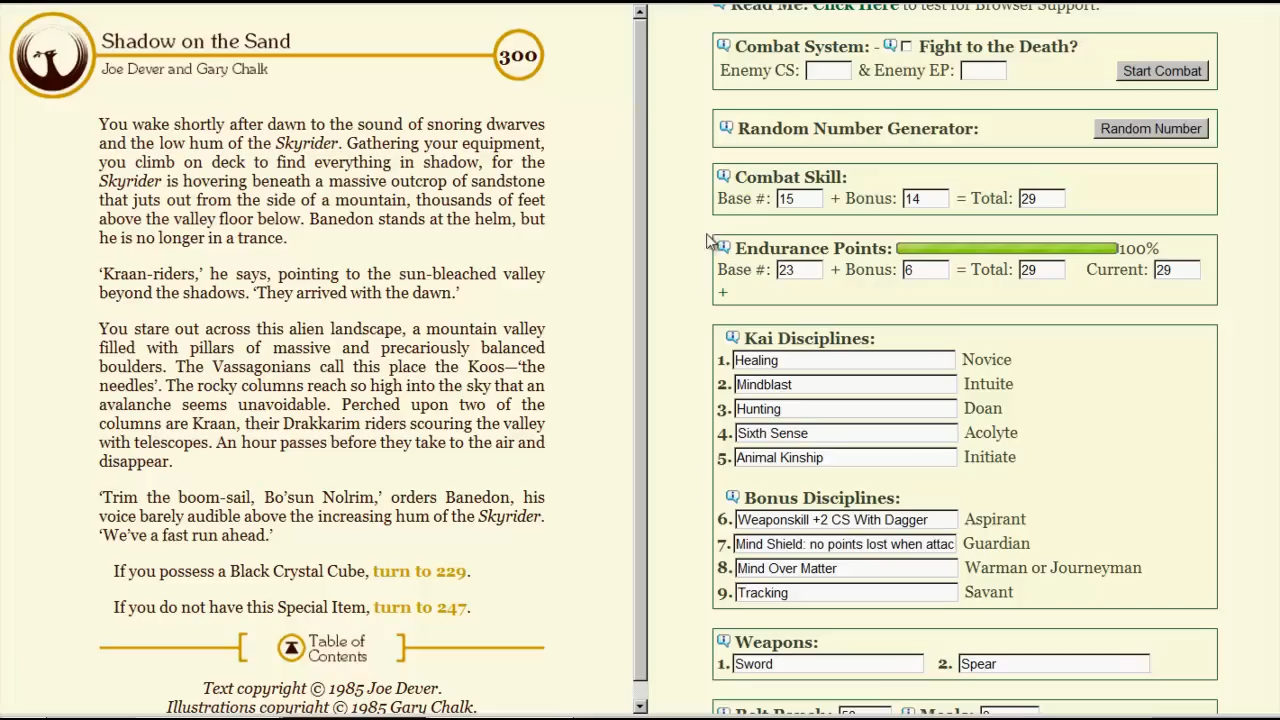 Shadow on the Sand
Joe Dever and Gary Chalk
300
You wake shortly after dawn to the sound of snoring dwarves
and the low hum of the Skyrider. Gathering your equipment,
you climb on deck to find everything in shadow, for the
Skyrider is hovering beneath a massive outcrop of sandstone
that juts out from the side of a mountain, thousands of feet
above the valley floor below. Banedon stands at the helm, but
he is no longer in a trance.
‘Kraan-riders,’ he says, pointing to the sun-bleached valley
beyond the shadows. ‘They arrived with the dawn.’
You stare out across this alien landscape, a mountain valley
filled with pillars of massive and precariously balanced
boulders. The Vassagonians call this place the Koos—‘the
needles’. The rocky columns reach so high into the sky that an
avalanche seems unavoidable. Perched upon two of the
columns are Kraan, their Drakkarim riders scouring the valley
with telescopes. An hour passes before they take to the air and
disappear.
‘Trim the boom-sail, Bo’sun Nolrim,’ orders Banedon, his
voice barely audible above the increasing hum of the Skyrider.
‘We’ve a fast run ahead.’
If you possess a Black Crystal Cube, turn to 229.
If you do not have this Special Item, turn to 247.
Table of
Contents
Text copyright © 1985 Joe Dever.
Illustrations copyright © 1985 Gary Chalk.
Read Me: Click Here to test for Browser Support.
Combat System: - Fight to the Death?
Enemy CS: & Enemy EP: Start Combat
Random Number Generator: Random Number
Combat Skill:
Base #: 15 + Bonus: 14 = Total: 29
Endurance Points: 100%
Base #: 23 + Bonus: 6 = Total: 29 Current: 29
+
Kai Disciplines:
1. Healing Novice
2. Mindblast Intuite
3. Hunting Doan
4. Sixth Sense Acolyte
5. Animal Kinship Initiate
Bonus Disciplines:
6. Weaponskill +2 CS With Dagger Aspirant
7. Mind Shield: no points lost when attac Guardian
8. Mind Over Matter Warman or Journeyman
9. Tracking Savant
Weapons:
1. Sword 2. Spear
Belt Pouch: Meals: